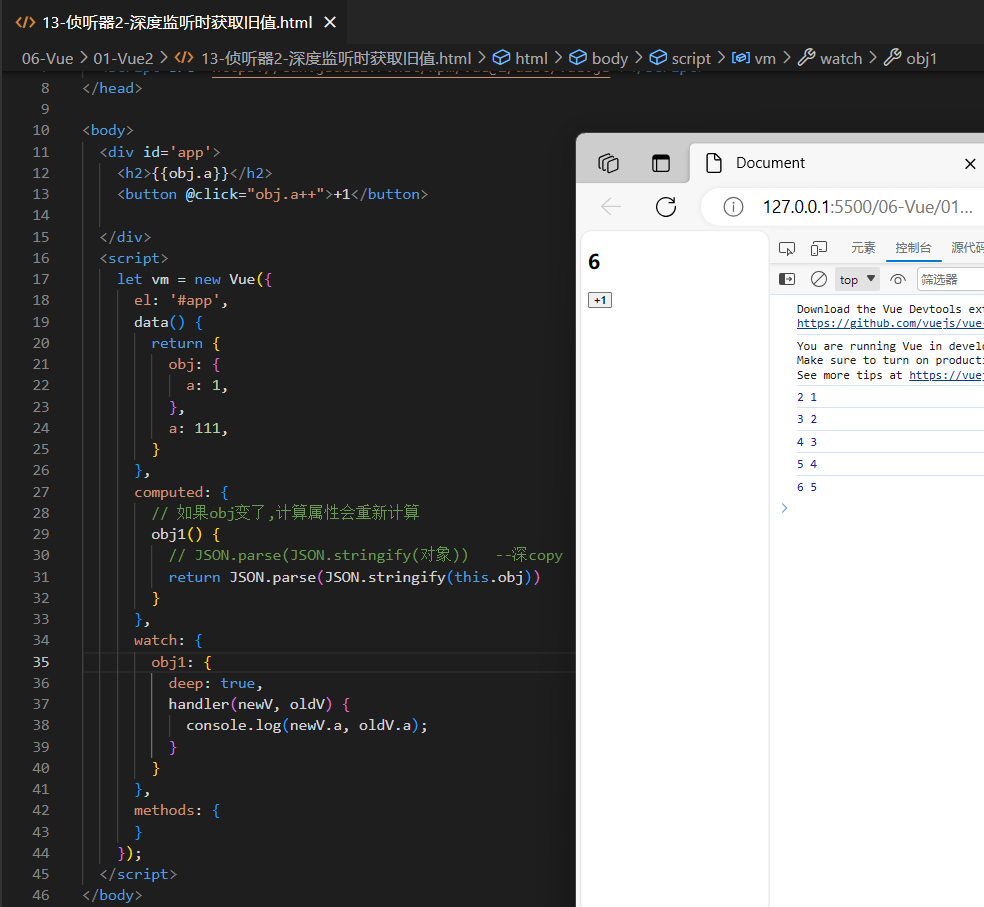 13-侦听器2-深度监听时获取旧值.html
06-Vue > 01-Vue2 > 13-侦听器2-深度监听时获取旧值.html > html > body > script > vm > watch > obj1
8 </head>
9
10 <body>
11 <div id='app'>
12 <h2>{{obj.a}}</h2>
13 <button @click="obj.a++">+1</button>
14
15 </div>
16 <script>
17 let vm = new Vue({
18 el: '#app',
19 data() {
20 return {
21 obj: {
22 a: 1,
23 },
24 a: 111,
25 }
26 },
27 computed: {
28 // 如果obj变了,计算属性会重新计算
29 obj1() {
30 // JSON.parse(JSON.stringify(对象)) --深copy
31 return JSON.parse(JSON.stringify(this.obj))
32 }
33 },
34 watch: {
35 obj1: {
36 deep: true,
37 handler(newV, oldV) {
38 console.log(newV.a, oldV.a);
39 }
40 }
41 },
42 methods: {
43 }
44 });
45 </script>
46 </body>
Document
127.0.0.1:5500/06-Vue/01...
6
+1
元素 控制台 源代码
top 筛选器
Download the Vue Devtools ext
https://github.com/vuejs/vue-
You are running Vue in develo
Make sure to turn on producti
See more tips at https://vuej
2 1
3 2
4 3
5 4
6 5